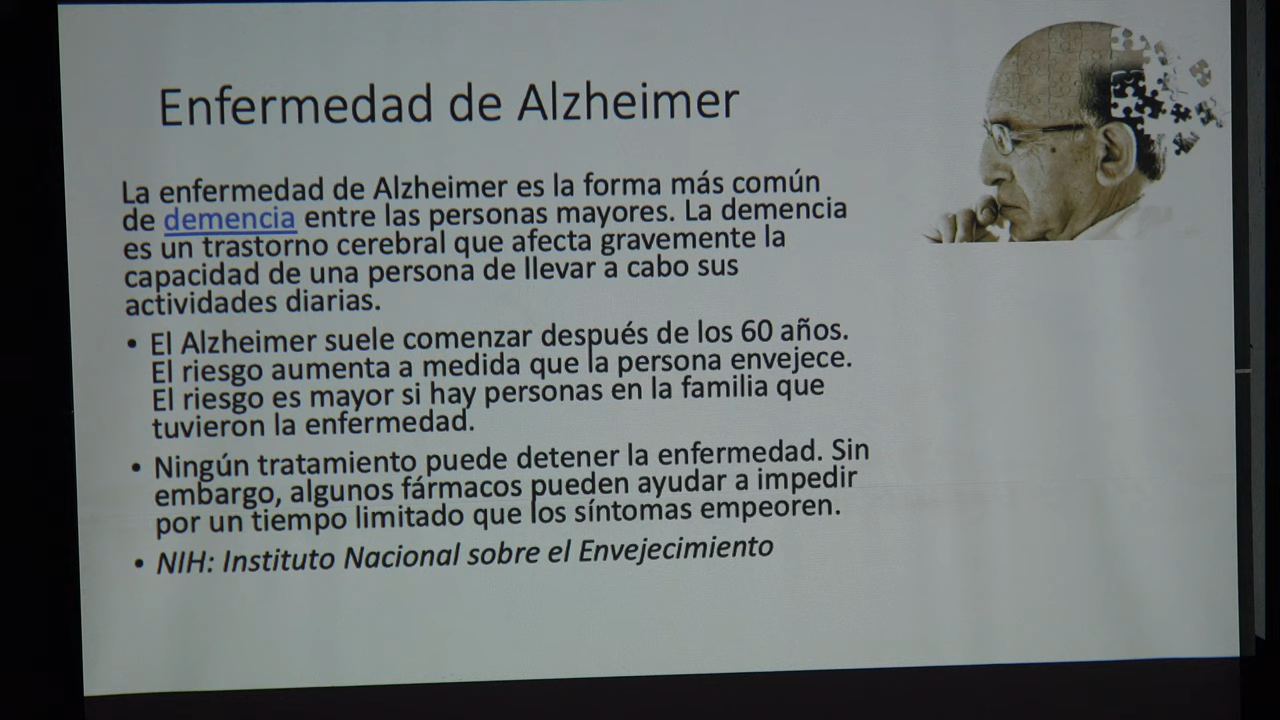 Enfermedad de Alzheimer
La enfermedad de Alzheimer es la forma más común
de demencia entre las personas mayores. La demencia
es un trastorno cerebral que afecta gravemente la
capacidad de una persona de llevar a cabo sus
actividades diarias.
• El Alzheimer suele comenzar después de los 60 años.
El riesgo aumenta a medida que la persona envejece.
El riesgo es mayor si hay personas en la familia que
tuvieron la enfermedad.
• Ningún tratamiento puede detener la enfermedad. Sin
embargo, algunos fármacos pueden ayudar a impedir
por un tiempo limitado que los síntomas empeoren.
• NIH: Instituto Nacional sobre el Envejecimiento